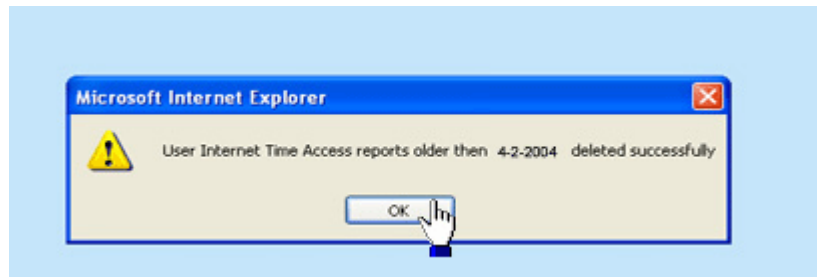 Microsoft Internet Explorer
User Internet Time Access reports older then 4-2-2004 deleted successfully
OK